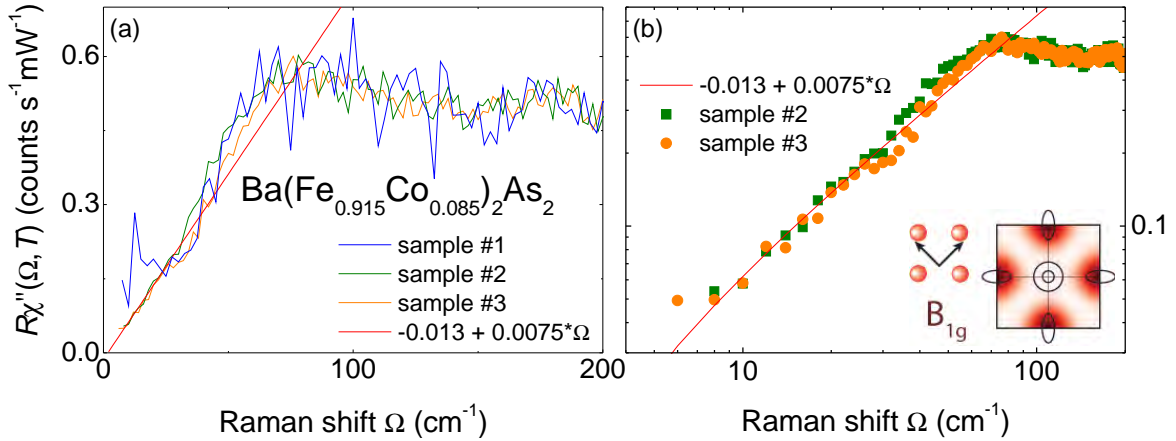 (a)
0.6
0.3
0.0
Rχ''(Ω, T) (counts s⁻¹mW⁻¹)
Ba(Fe₀.₉₁₅Co₀.₀₈₅)₂As₂
sample #1
sample #2
sample #3
-0.013 + 0.0075*Ω
0 100 200
Raman shift Ω (cm⁻¹)
(b)
-0.013 + 0.0075*Ω
sample #2
sample #3
0.1
B₁g
10 100
Raman shift Ω (cm⁻¹)